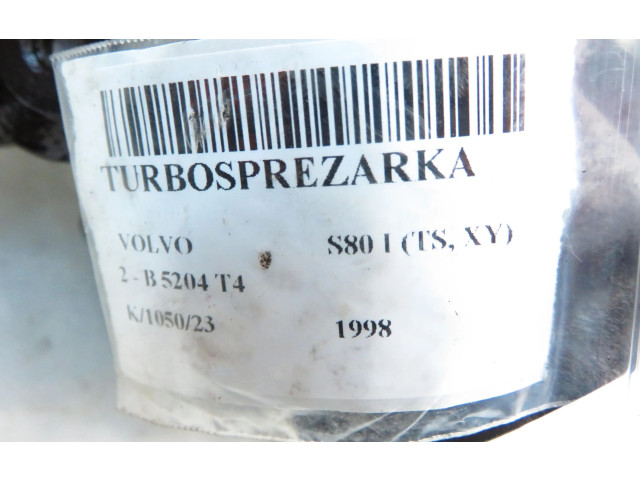 TURBOSPREZARKA
VOLVO S80 I (TS, XY)
2 - B 5204 T4
K/1050/23 1998